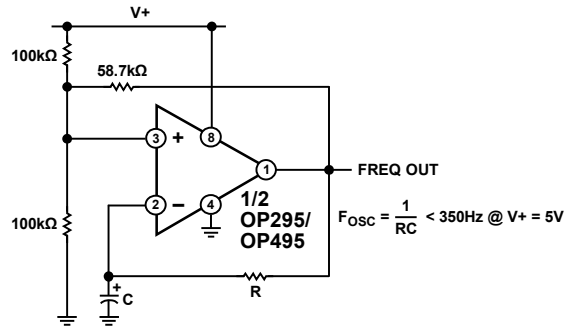 V+
100kΩ
58.7kΩ
3
+
8
1
FREQ OUT
2
−
4
1/2
OP295/
OP495
100kΩ
F_OSC = 1/RC < 350Hz @ V+ = 5V
+
C
R